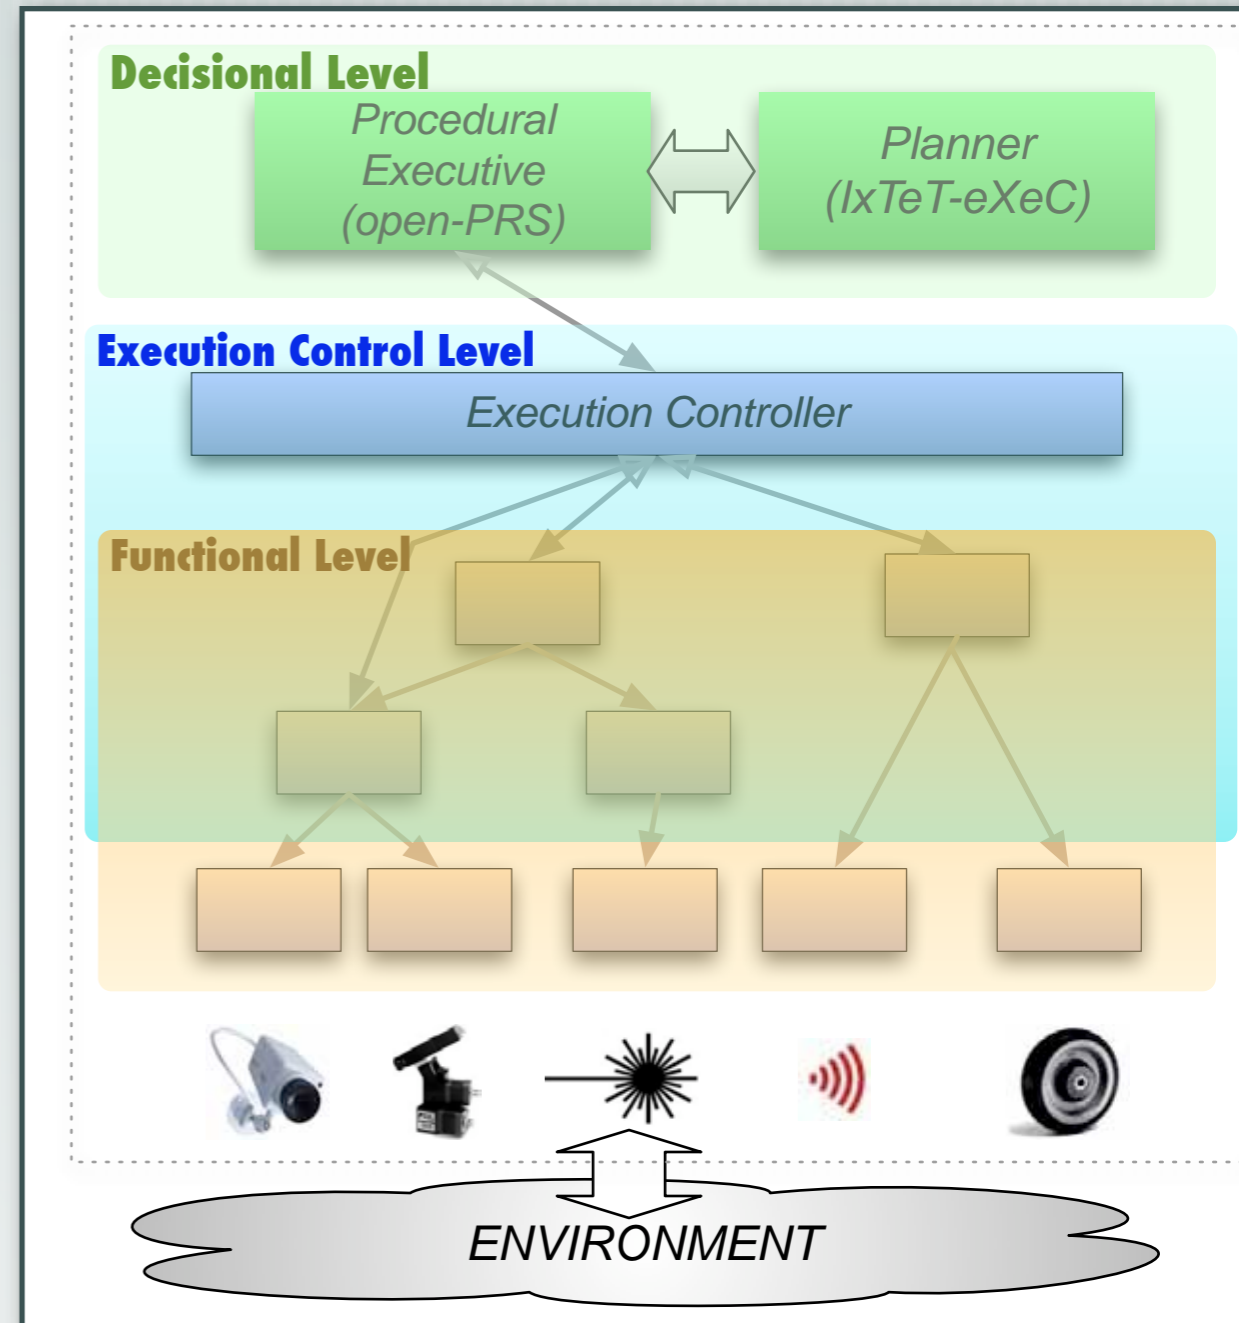 Decisional Level
Procedural
Executive
(open-PRS)
Planner
(IxTeT-eXeC)
Execution Control Level
Execution Controller
Functional Level
ENVIRONMENT